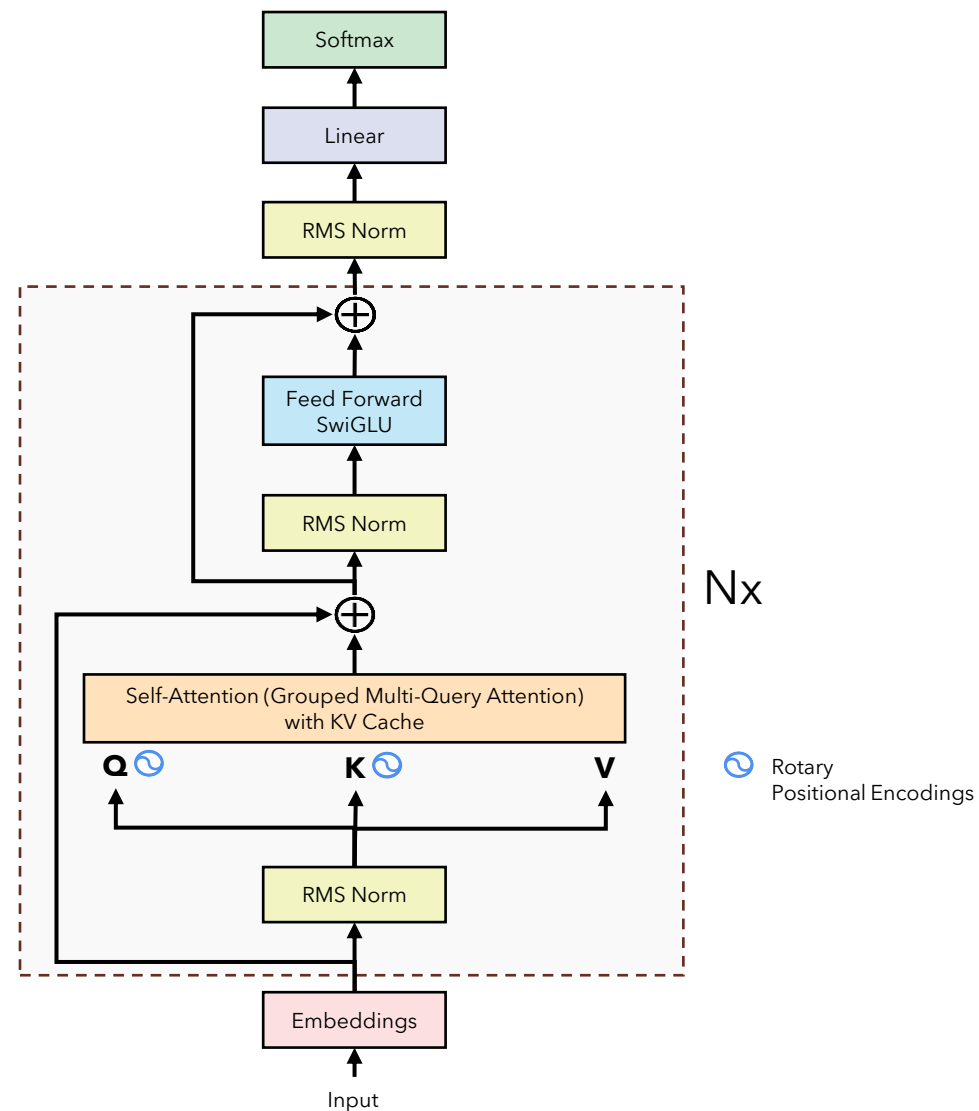 Softmax
Linear
RMS Norm
Feed Forward
SwiGLU
RMS Norm
Nx
Self-Attention (Grouped Multi-Query Attention)
with KV Cache
Q K V
Rotary
Positional Encodings
RMS Norm
Embeddings
Input